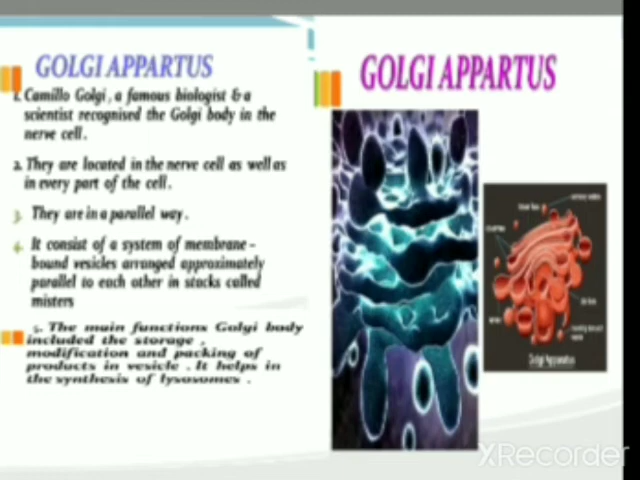 GOLGI APPARTUS
1. Camillo Golgi, a famous biologist & a
scientist recognised the Golgi body in the
nerve cell.
2. They are located in the nerve cell as well as
in every part of the cell.
3. They are in a parallel way.
4. It consist of a system of membrane-
bound vesicles arranged approximately
parallel to each other in stacks called
misters
5. The main functions Golgi body
included the storage ,
modification and packing of
products in vesicle . It helps in
the synthesis of lysosomes .
GOLGI APPARTUS
Golgi Apparatus
XRecorder